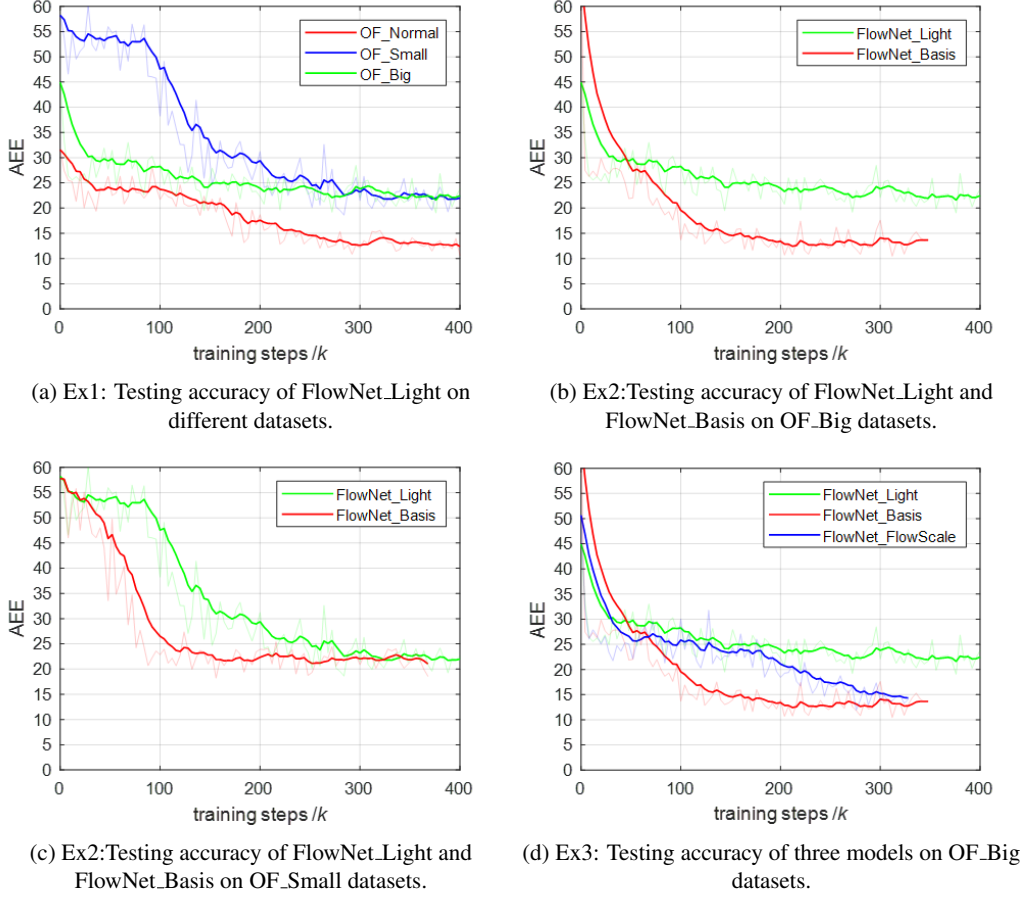 60
55
50
45
40
35
30
25
20
15
10
5
0
AEE
OF_Normal
OF_Small
OF_Big
0 100 200 300 400
training steps /k
(a) Ex1: Testing accuracy of FlowNet_Light on
different datasets.
60
55
50
45
40
35
30
25
20
15
10
5
0
AEE
FlowNet_Light
FlowNet_Basis
0 100 200 300 400
training steps /k
(b) Ex2:Testing accuracy of FlowNet_Light and
FlowNet_Basis on OF_Big datasets.
60
55
50
45
40
35
30
25
20
15
10
5
0
AEE
FlowNet_Light
FlowNet_Basis
0 100 200 300 400
training steps /k
(c) Ex2:Testing accuracy of FlowNet_Light and
FlowNet_Basis on OF_Small datasets.
60
55
50
45
40
35
30
25
20
15
10
5
0
AEE
FlowNet_Light
FlowNet_Basis
FlowNet_FlowScale
0 100 200 300 400
training steps /k
(d) Ex3: Testing accuracy of three models on OF_Big
datasets.